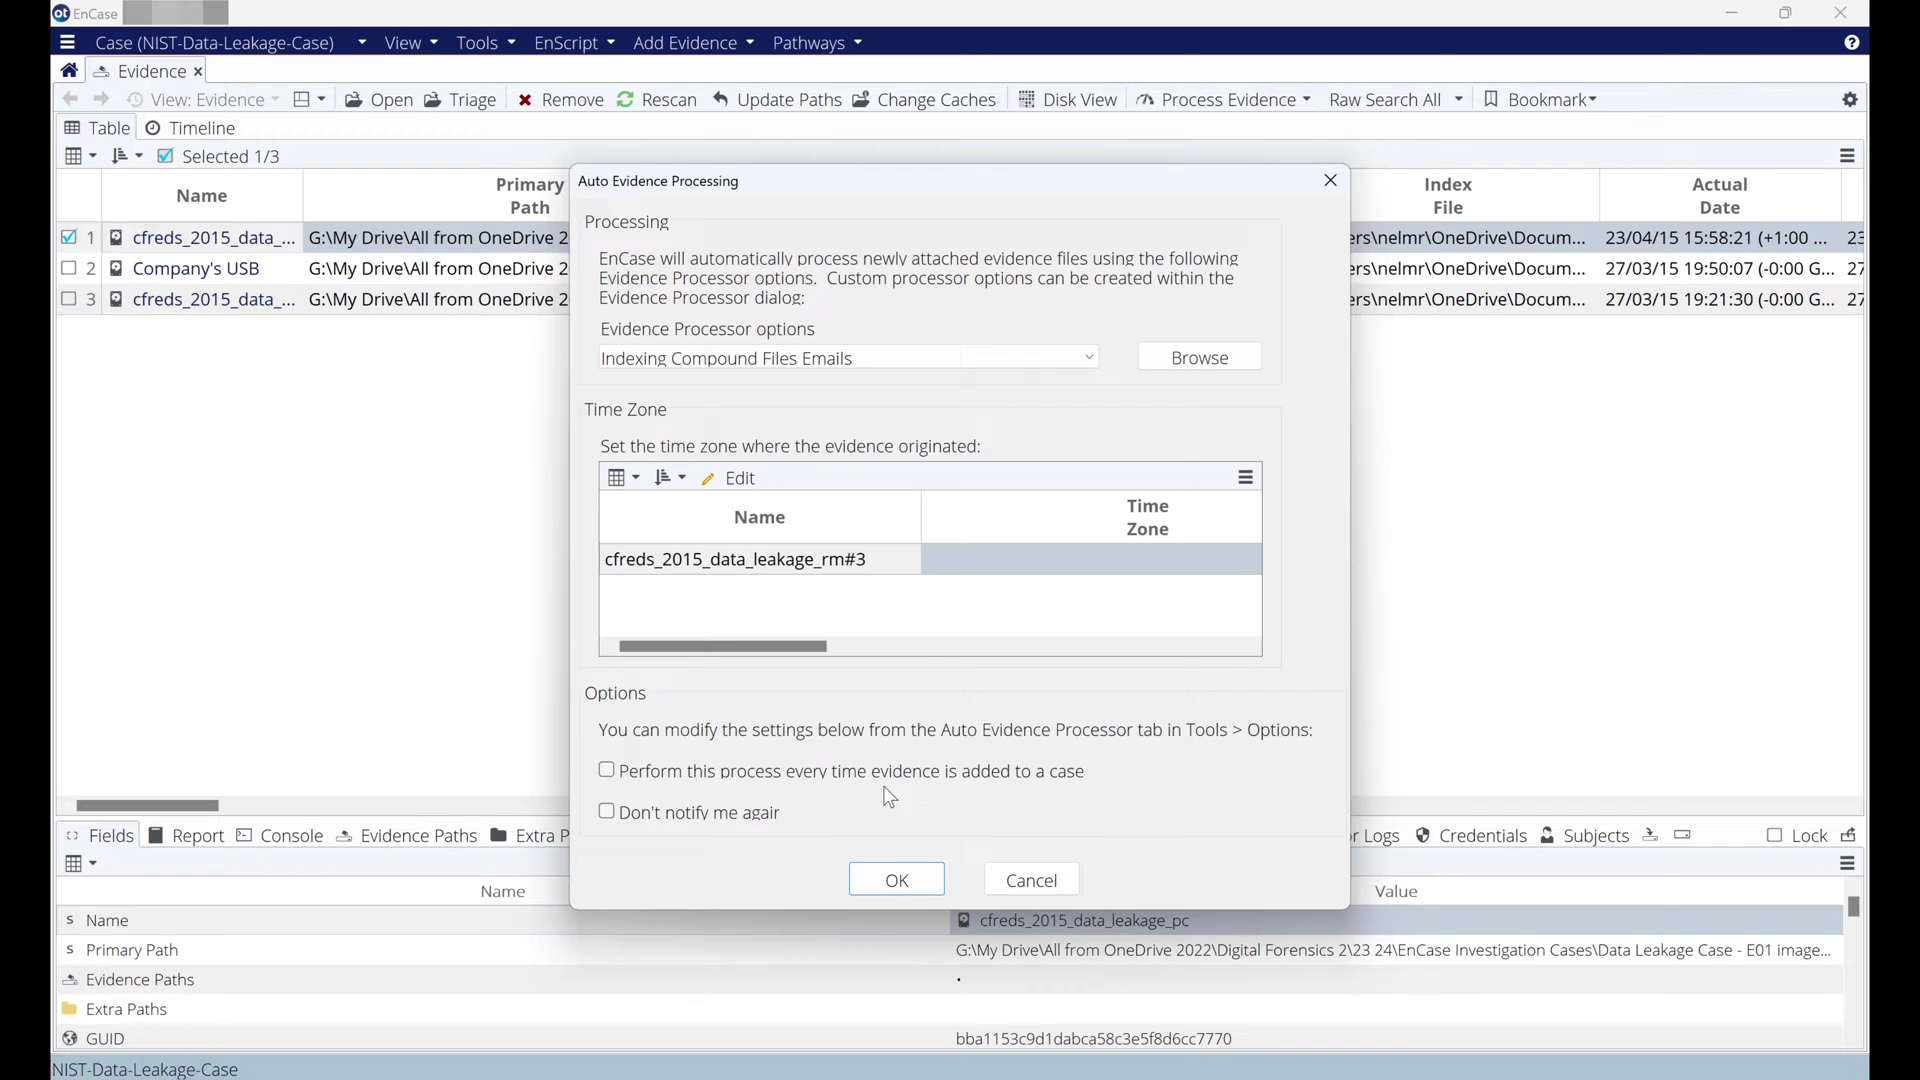 EnCase
Case (NIST-Data-Leakage-Case) View Tools EnScript Add Evidence Pathways
Evidence
View: Evidence Open Triage Remove Rescan Update Paths Change Caches Disk View Process Evidence Raw Search All Bookmark
Table Timeline
Selected 1/3
Name Primary Path Index File Actual Date
1 cfreds_2015_data_... G:\My Drive\All from OneDrive 2 ers\nelmr\OneDrive\Docum... 23/04/15 15:58:21 (+1:00 ... 23
2 Company's USB G:\My Drive\All from OneDrive 2 ers\nelmr\OneDrive\Docum... 27/03/15 19:50:07 (-0:00 G... 27
3 cfreds_2015_data_... G:\My Drive\All from OneDrive 2 ers\nelmr\OneDrive\Docum... 27/03/15 19:21:30 (-0:00 G... 27
Auto Evidence Processing
Processing
EnCase will automatically process newly attached evidence files using the following
Evidence Processor options. Custom processor options can be created within the
Evidence Processor dialog:
Evidence Processor options
Indexing Compound Files Emails Browse
Time Zone
Set the time zone where the evidence originated:
Edit
Name Time Zone
cfreds_2015_data_leakage_rm#3
Options
You can modify the settings below from the Auto Evidence Processor tab in Tools > Options:
Perform this process every time evidence is added to a case
Don't notify me again
OK Cancel
Fields Report Console Evidence Paths Extra P r Logs Credentials Subjects Lock
Name Value
Name cfreds_2015_data_leakage_pc
Primary Path G:\My Drive\All from OneDrive 2022\Digital Forensics 2\23 24\EnCase Investigation Cases\Data Leakage Case - E01 image...
Evidence Paths
Extra Paths
GUID bba1153c9d1dabca58c3e5f8d6cc7770
NIST-Data-Leakage-Case